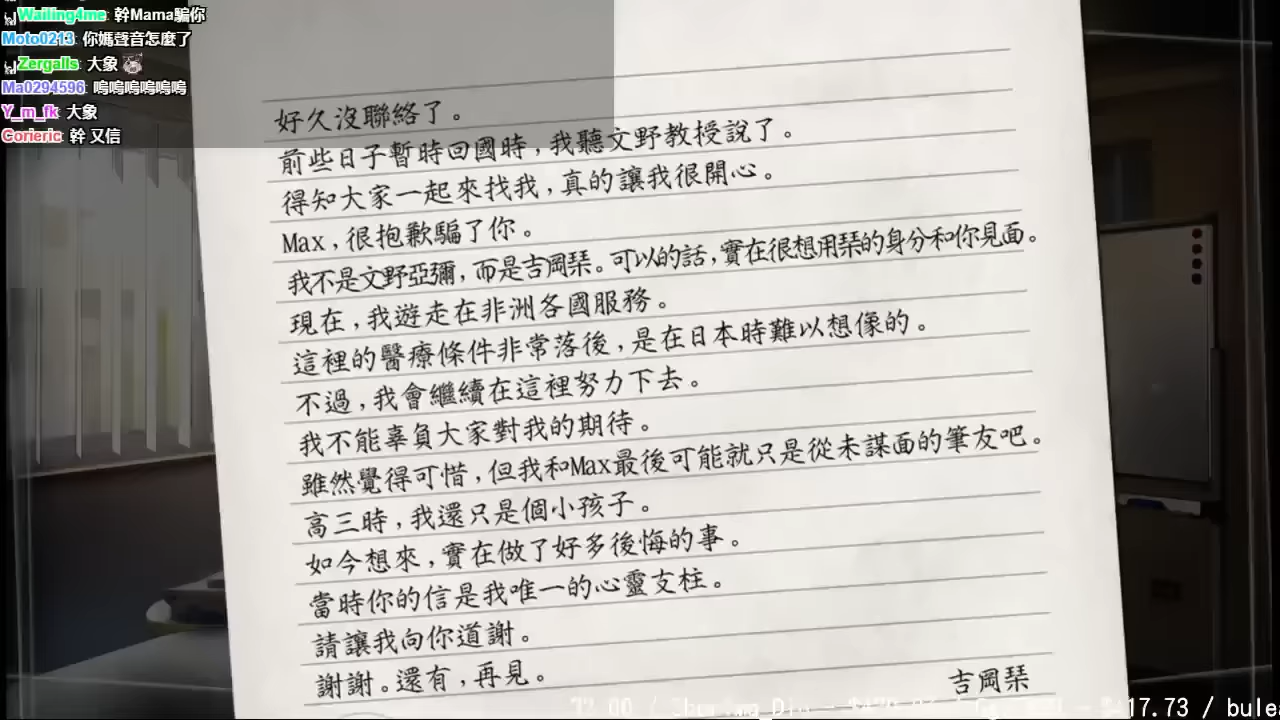 Wailing4me: 幹Mama騙你
Moto0213: 你媽聲音怎麼了
Zergalls: 大象
Ma0294596: 嗚嗚嗚嗚嗚嗚
Y_m_fk: 大象
Corieric: 幹 又信
好久沒聯絡了。
前些日子暫時回國時，我聽文野教授說了。
得知大家一起來找我，真的讓我很開心。
Max，很抱歉騙了你。
我不是文野亞彌，而是吉岡琹。可以的話，實在很想用琹的身分和你見面。
現在，我遊走在非洲各國服務。
這裡的醫療條件非常落後，是在日本時難以想像的。
不過，我會繼續在這裡努力下去。
我不能辜負大家對我的期待。
雖然覺得可惜，但我和Max最後可能就只是從未謀面的筆友吧。
高三時，我還只是個小孩子。
如今想來，實在做了好多後悔的事。
當時你的信是我唯一的心靈支柱。
請讓我向你道謝。
謝謝。還有，再見。
吉岡琹
17.73 / bule